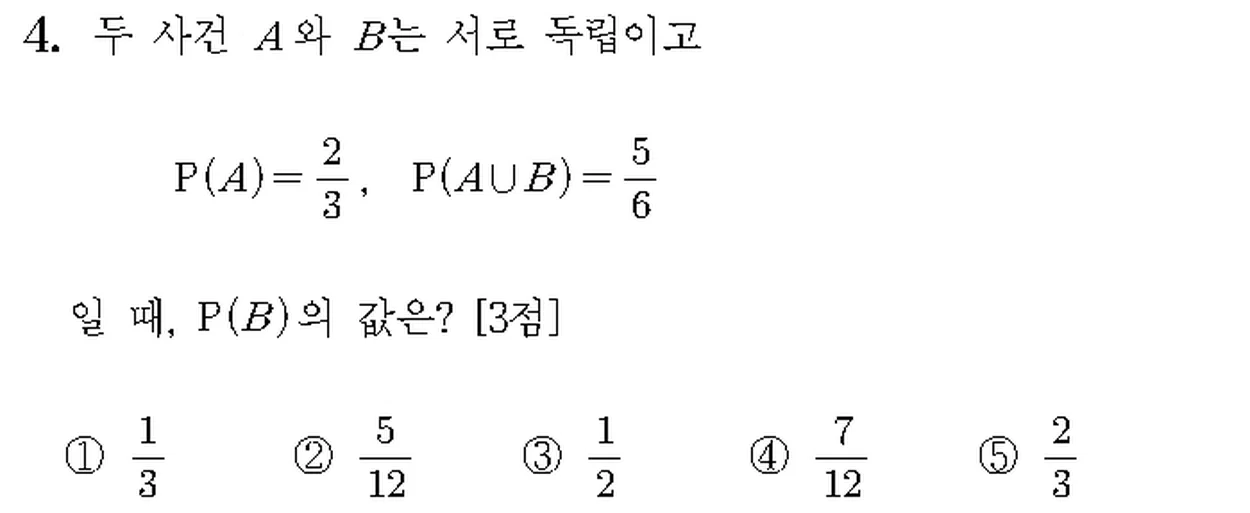 4. 두 사건 A와 B는 서로 독립이고
P(A)=2/3, P(A∪B)=5/6
일 때, P(B)의 값은? [3점]
① 1/3 ② 5/12 ③ 1/2 ④ 7/12 ⑤ 2/3